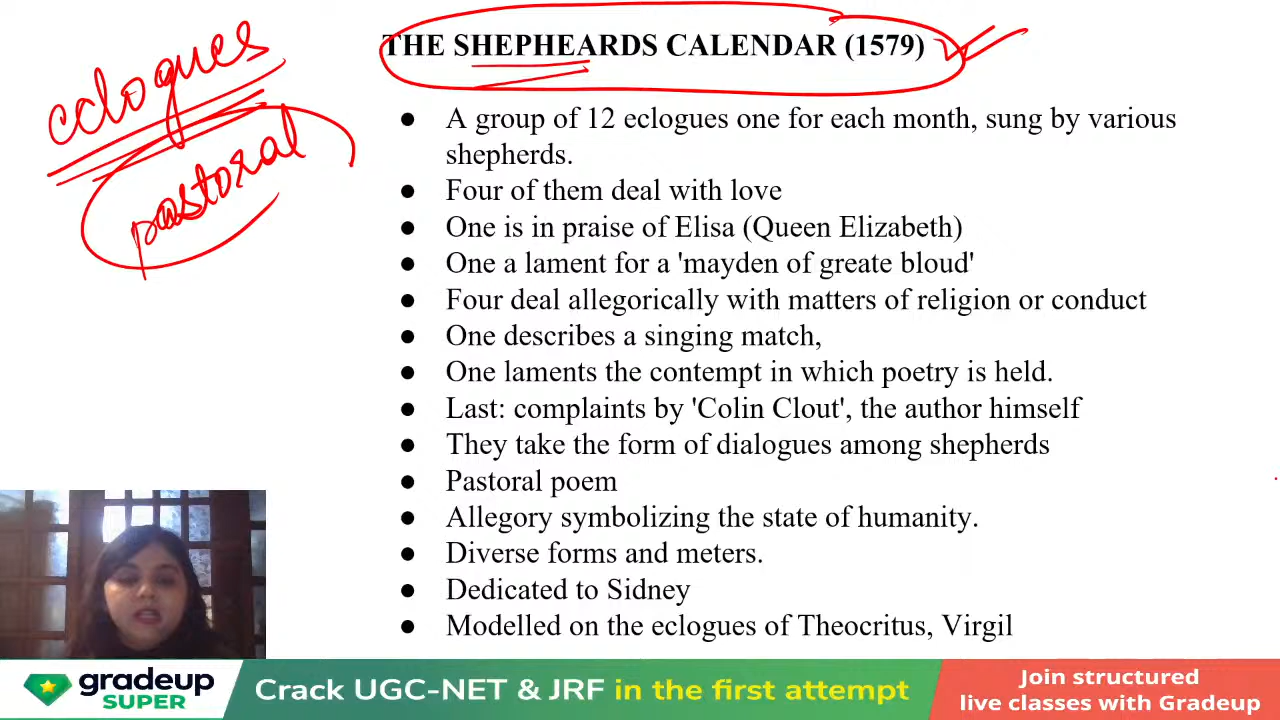 eclogues
pastoral
THE SHEPHEARDS CALENDAR (1579)
● A group of 12 eclogues one for each month, sung by various
shepherds.
● Four of them deal with love
● One is in praise of Elisa (Queen Elizabeth)
● One a lament for a 'mayden of greate bloud'
● Four deal allegorically with matters of religion or conduct
● One describes a singing match,
● One laments the contempt in which poetry is held.
● Last: complaints by 'Colin Clout', the author himself
● They take the form of dialogues among shepherds
● Pastoral poem
● Allegory symbolizing the state of humanity.
● Diverse forms and meters.
● Dedicated to Sidney
● Modelled on the eclogues of Theocritus, Virgil
gradeup
SUPER
Crack UGC-NET & JRF in the first attempt
Join structured
live classes with Gradeup